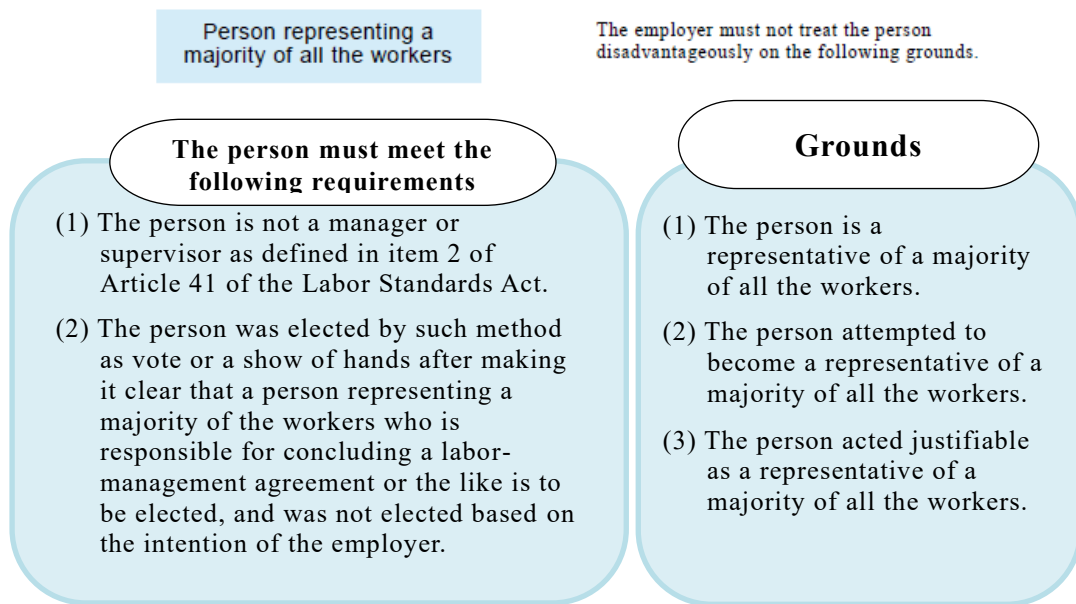 Person representing a
majority of all the workers
The employer must not treat the person
disadvantageously on the following grounds.
The person must meet the
following requirements
(1) The person is not a manager or
supervisor as defined in item 2 of
Article 41 of the Labor Standards Act.
(2) The person was elected by such method
as vote or a show of hands after making
it clear that a person representing a
majority of the workers who is
responsible for concluding a labor-
management agreement or the like is to
be elected, and was not elected based on
the intention of the employer.
Grounds
(1) The person is a
representative of a majority
of all the workers.
(2) The person attempted to
become a representative of a
majority of all the workers.
(3) The person acted justifiable
as a representative of a
majority of all the workers.